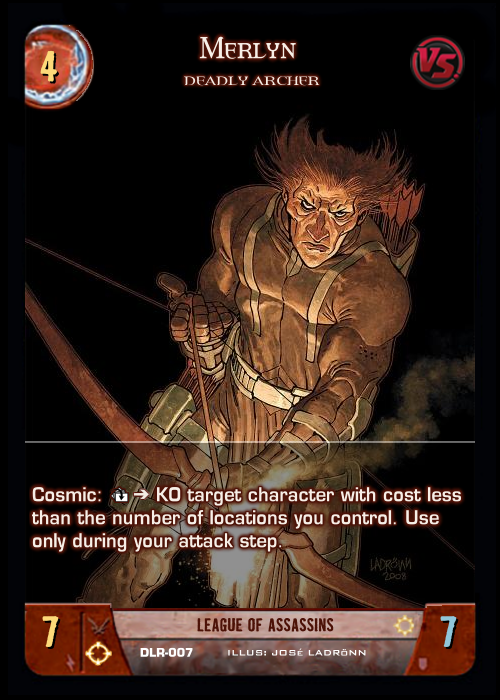 4
Merlyn
VS
DEADLY ARCHER
Cosmic: → KO target character with cost less
than the number of locations you control. Use
only during your attack step.
LADRÖNN
2008
7
LEAGUE OF ASSASSINS
7
DLR-007
ILLUS: JOSÉ LADRÖNN